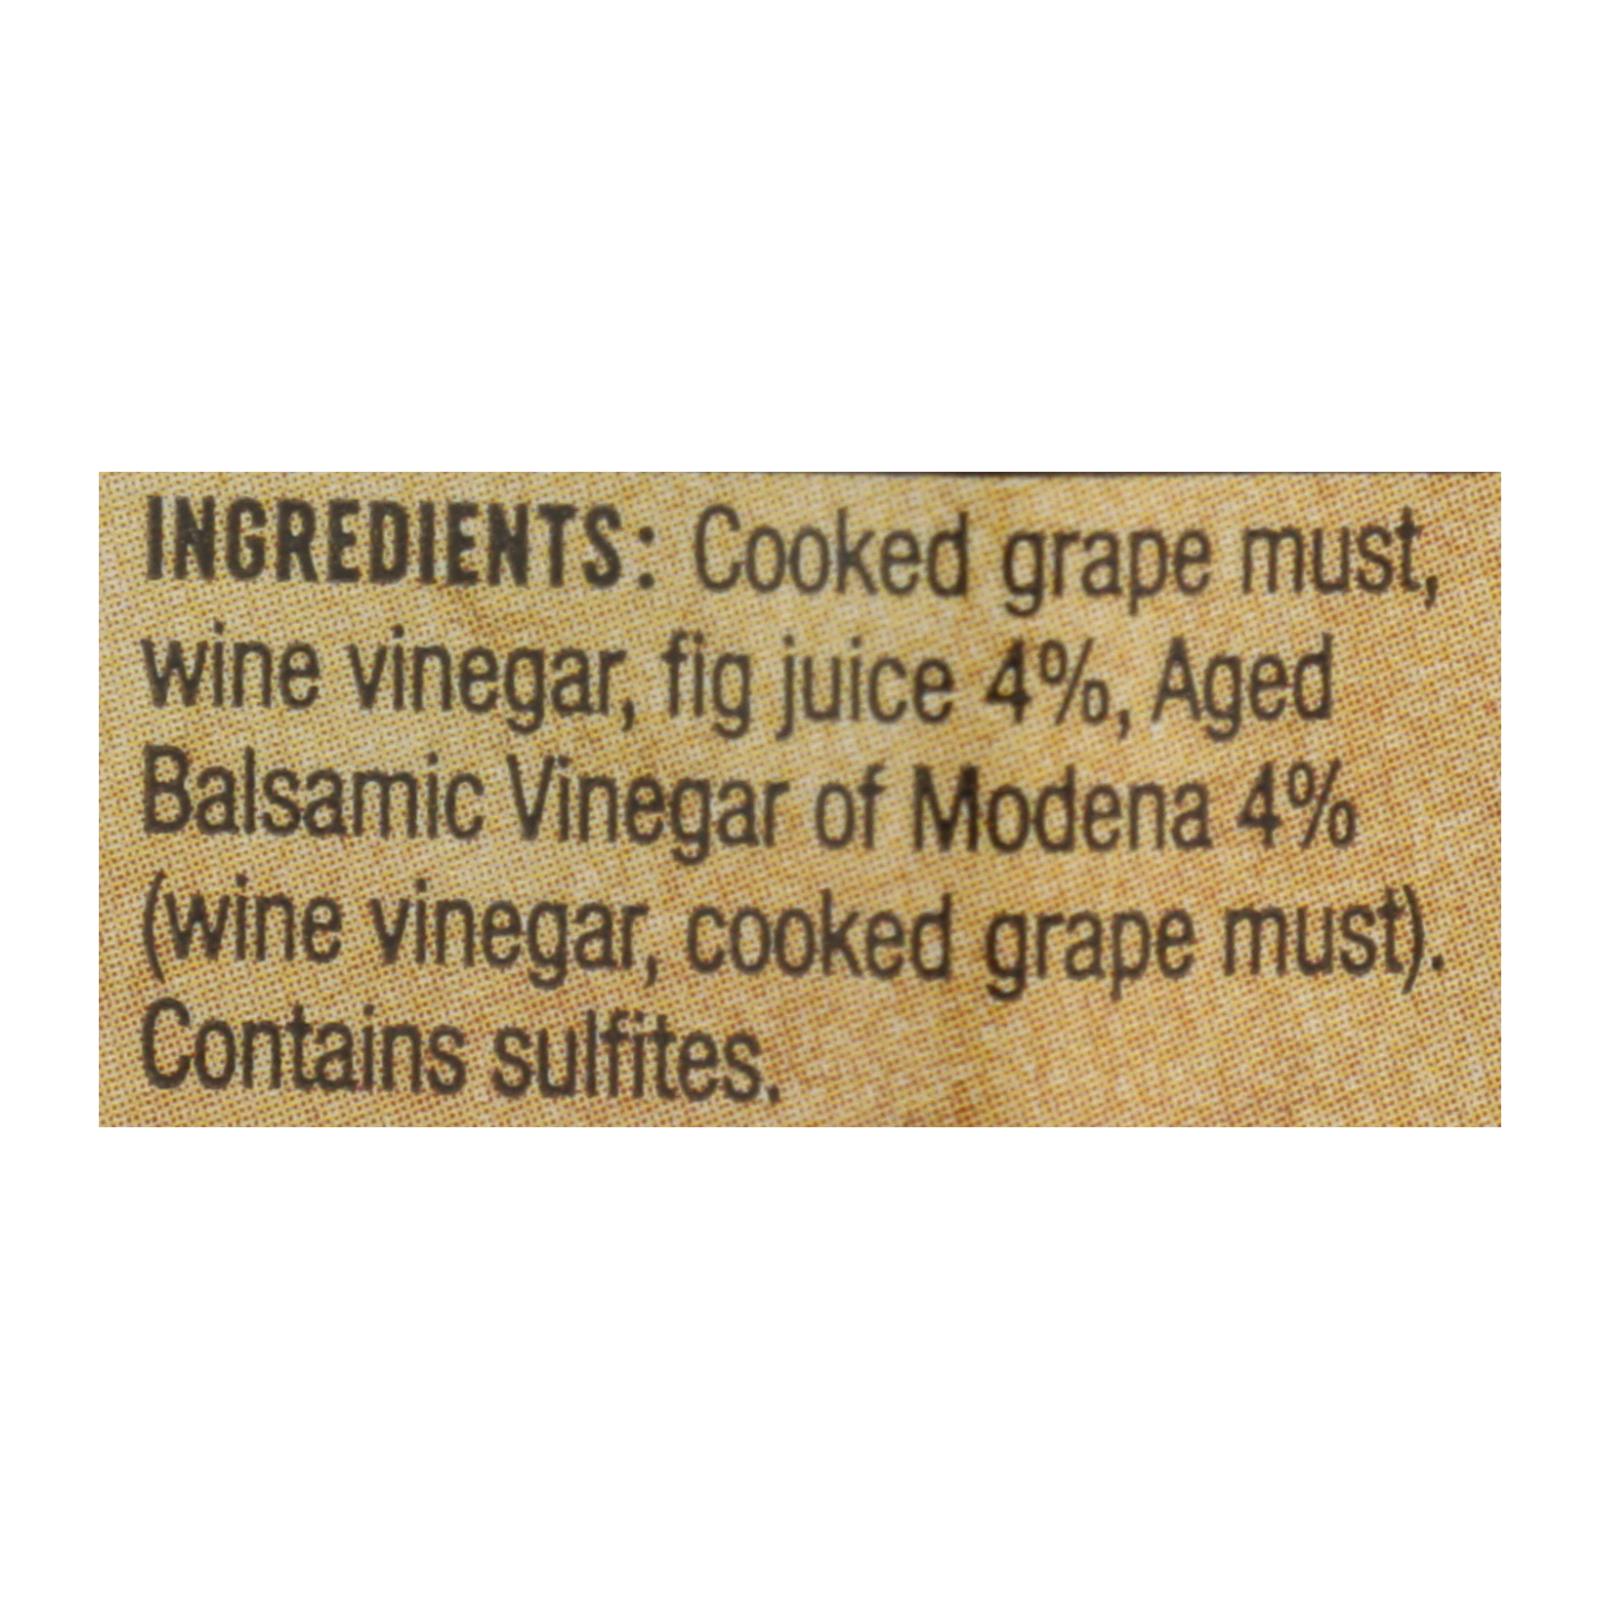 INGREDIENTS: Cooked grape must,
wine vinegar, fig juice 4%, Aged
Balsamic Vinegar of Modena 4%
(wine vinegar, cooked grape must).
Contains sulfites.